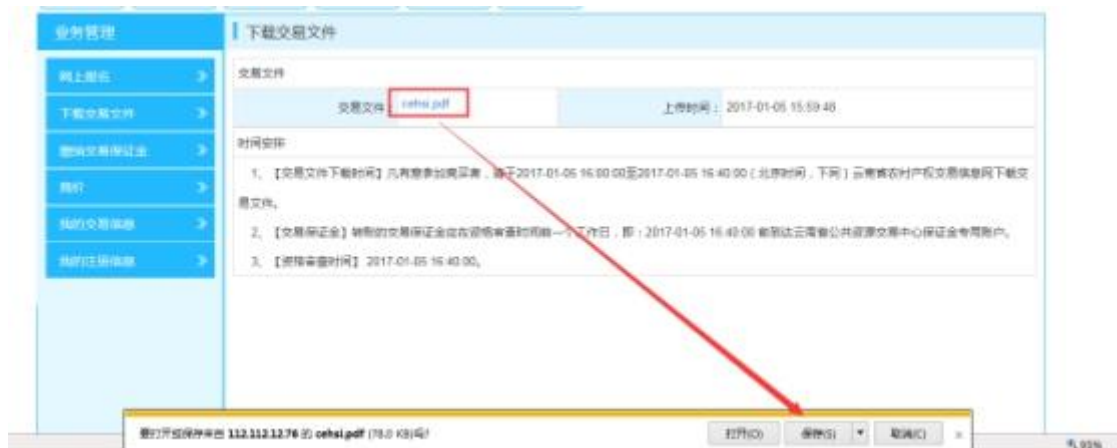 业务管理
下载交易文件
网上报名
下载交易文件
缴纳交易保证金
竞价
我的交易信息
我的注册信息
交易文件
交易文件 cehsi.pdf
上传时间： 2017-01-05 15:59:46
时间安排
1、【交易文件下载时间】凡有意参加竞买者，请于2017-01-05 16:00:00至2017-01-05 16:40:00（北京时间，下同）云南省农村产权交易信息网下载交
易文件。
2、【交易保证金】转账的交易保证金应在资格审查时间前一个工作日，即：2017-01-05 16:40:00 前到达云南省公共资源交易中心保证金专用账户。
3、【资格审查时间】 2017-01-05 16:40:00。
要打开或保存来自 112.112.12.76 的 cehsi.pdf (78.0 KB)吗?
打开(O)
保存(S)
取消(C)
×
93%